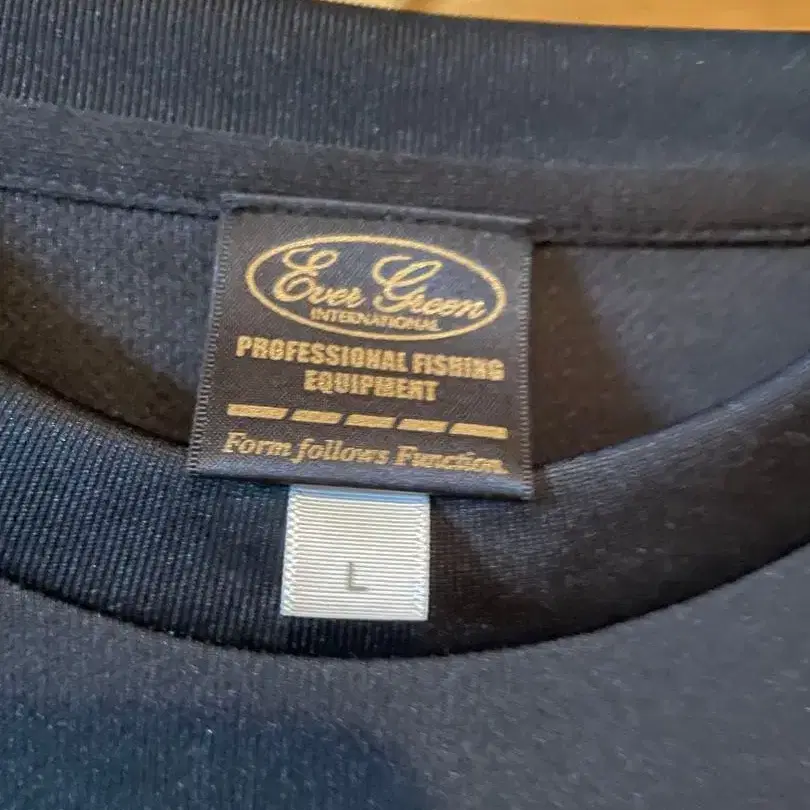 Ever Green
INTERNATIONAL
PROFESSIONAL FISHING
EQUIPMENT
Form follows Function
L